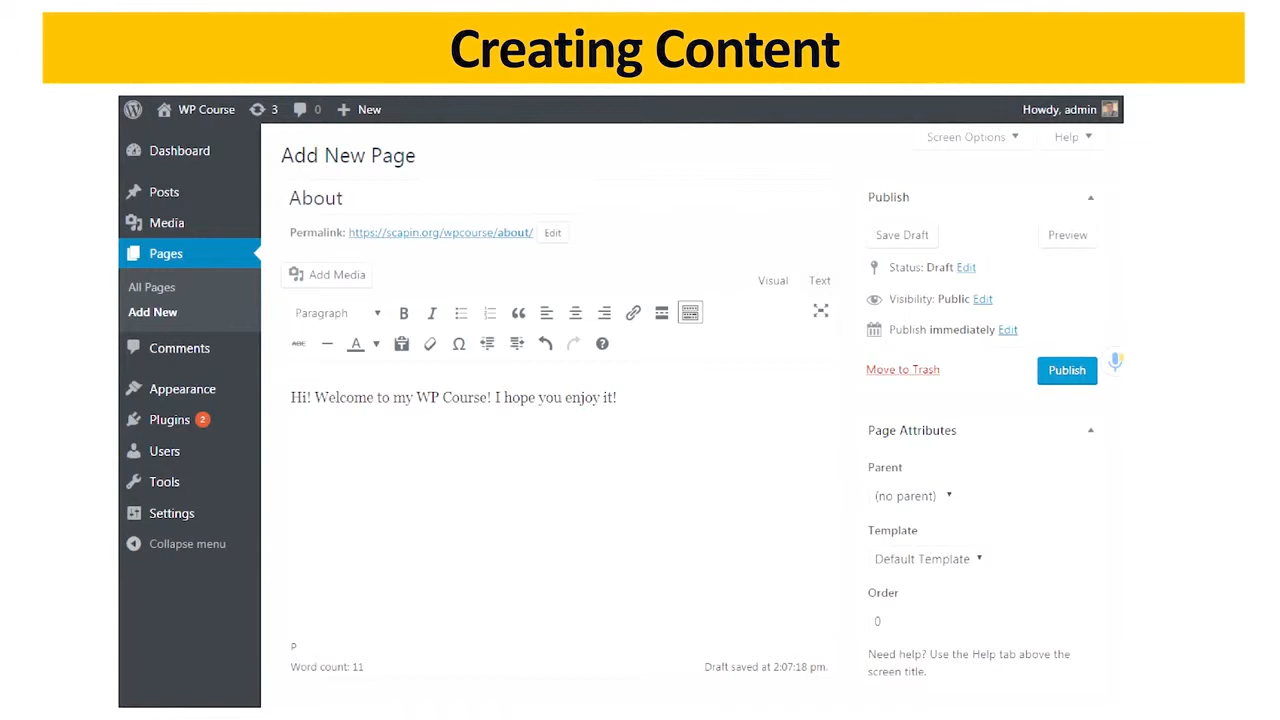 Creating Content
WP Course 3 0 New Howdy, admin
Dashboard
Posts
Media
Pages
All Pages
Add New
Comments
Appearance
Plugins 2
Users
Tools
Settings
Collapse menu
Screen Options Help
Add New Page
About
Permalink: https://scapin.org/wpcourse/about/ Edit
Add Media Visual Text
Paragraph B I
ABC A
Hi! Welcome to my WP Course! I hope you enjoy it!
P
Word count: 11 Draft saved at 2:07:18 pm.
Publish
Save Draft Preview
Status: Draft Edit
Visibility: Public Edit
Publish immediately Edit
Move to Trash Publish
Page Attributes
Parent
(no parent)
Template
Default Template
Order
0
Need help? Use the Help tab above the
screen title.